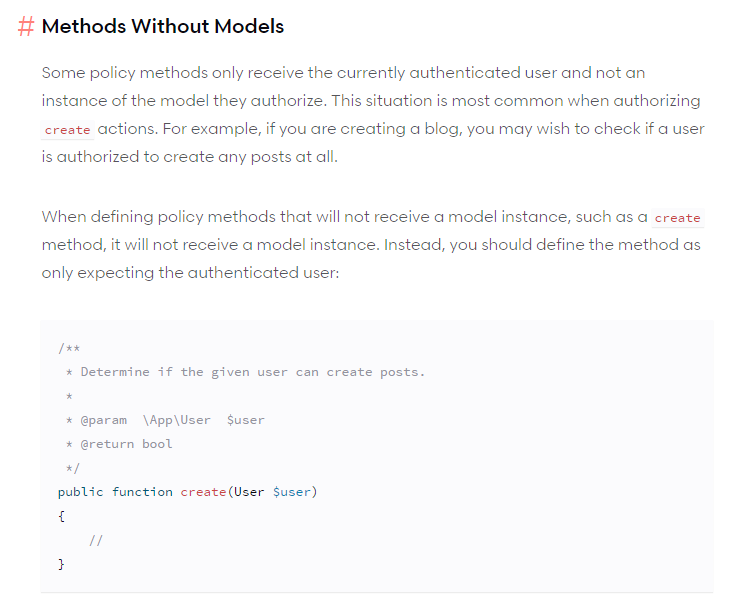 # Methods Without Models
Some policy methods only receive the currently authenticated user and not an
instance of the model they authorize. This situation is most common when authorizing
create actions. For example, if you are creating a blog, you may wish to check if a user
is authorized to create any posts at all.
When defining policy methods that will not receive a model instance, such as a create
method, it will not receive a model instance. Instead, you should define the method as
only expecting the authenticated user:
/**
 * Determine if the given user can create posts.
 *
 * @param  \App\User  $user
 * @return bool
 */
public function create(User $user)
{
    //
}